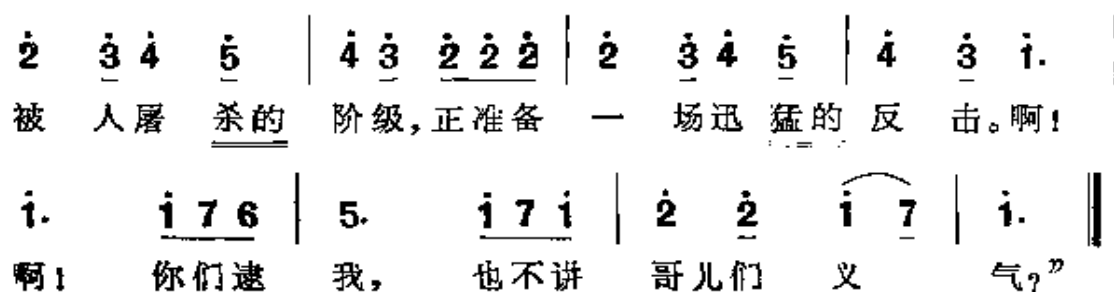 2̇ 3̇ 4̇ 5̇ | 4̇ 3̇ 2̇ 2̇ 2̇ | 2̇ 3̇ 4̇ 5̇ | 4̇ 3̇ 1̇.
被 人屠 杀的 阶级,正准备 一 场迅 猛的 反 击。啊!
1̇. 1̇ 7 6 | 5. 1̇ 7 1̇ | 2̇ 2̇ 1̇ 7 | 1̇. ‖
啊! 你们逮 我, 也不讲 哥儿们 义 气?”